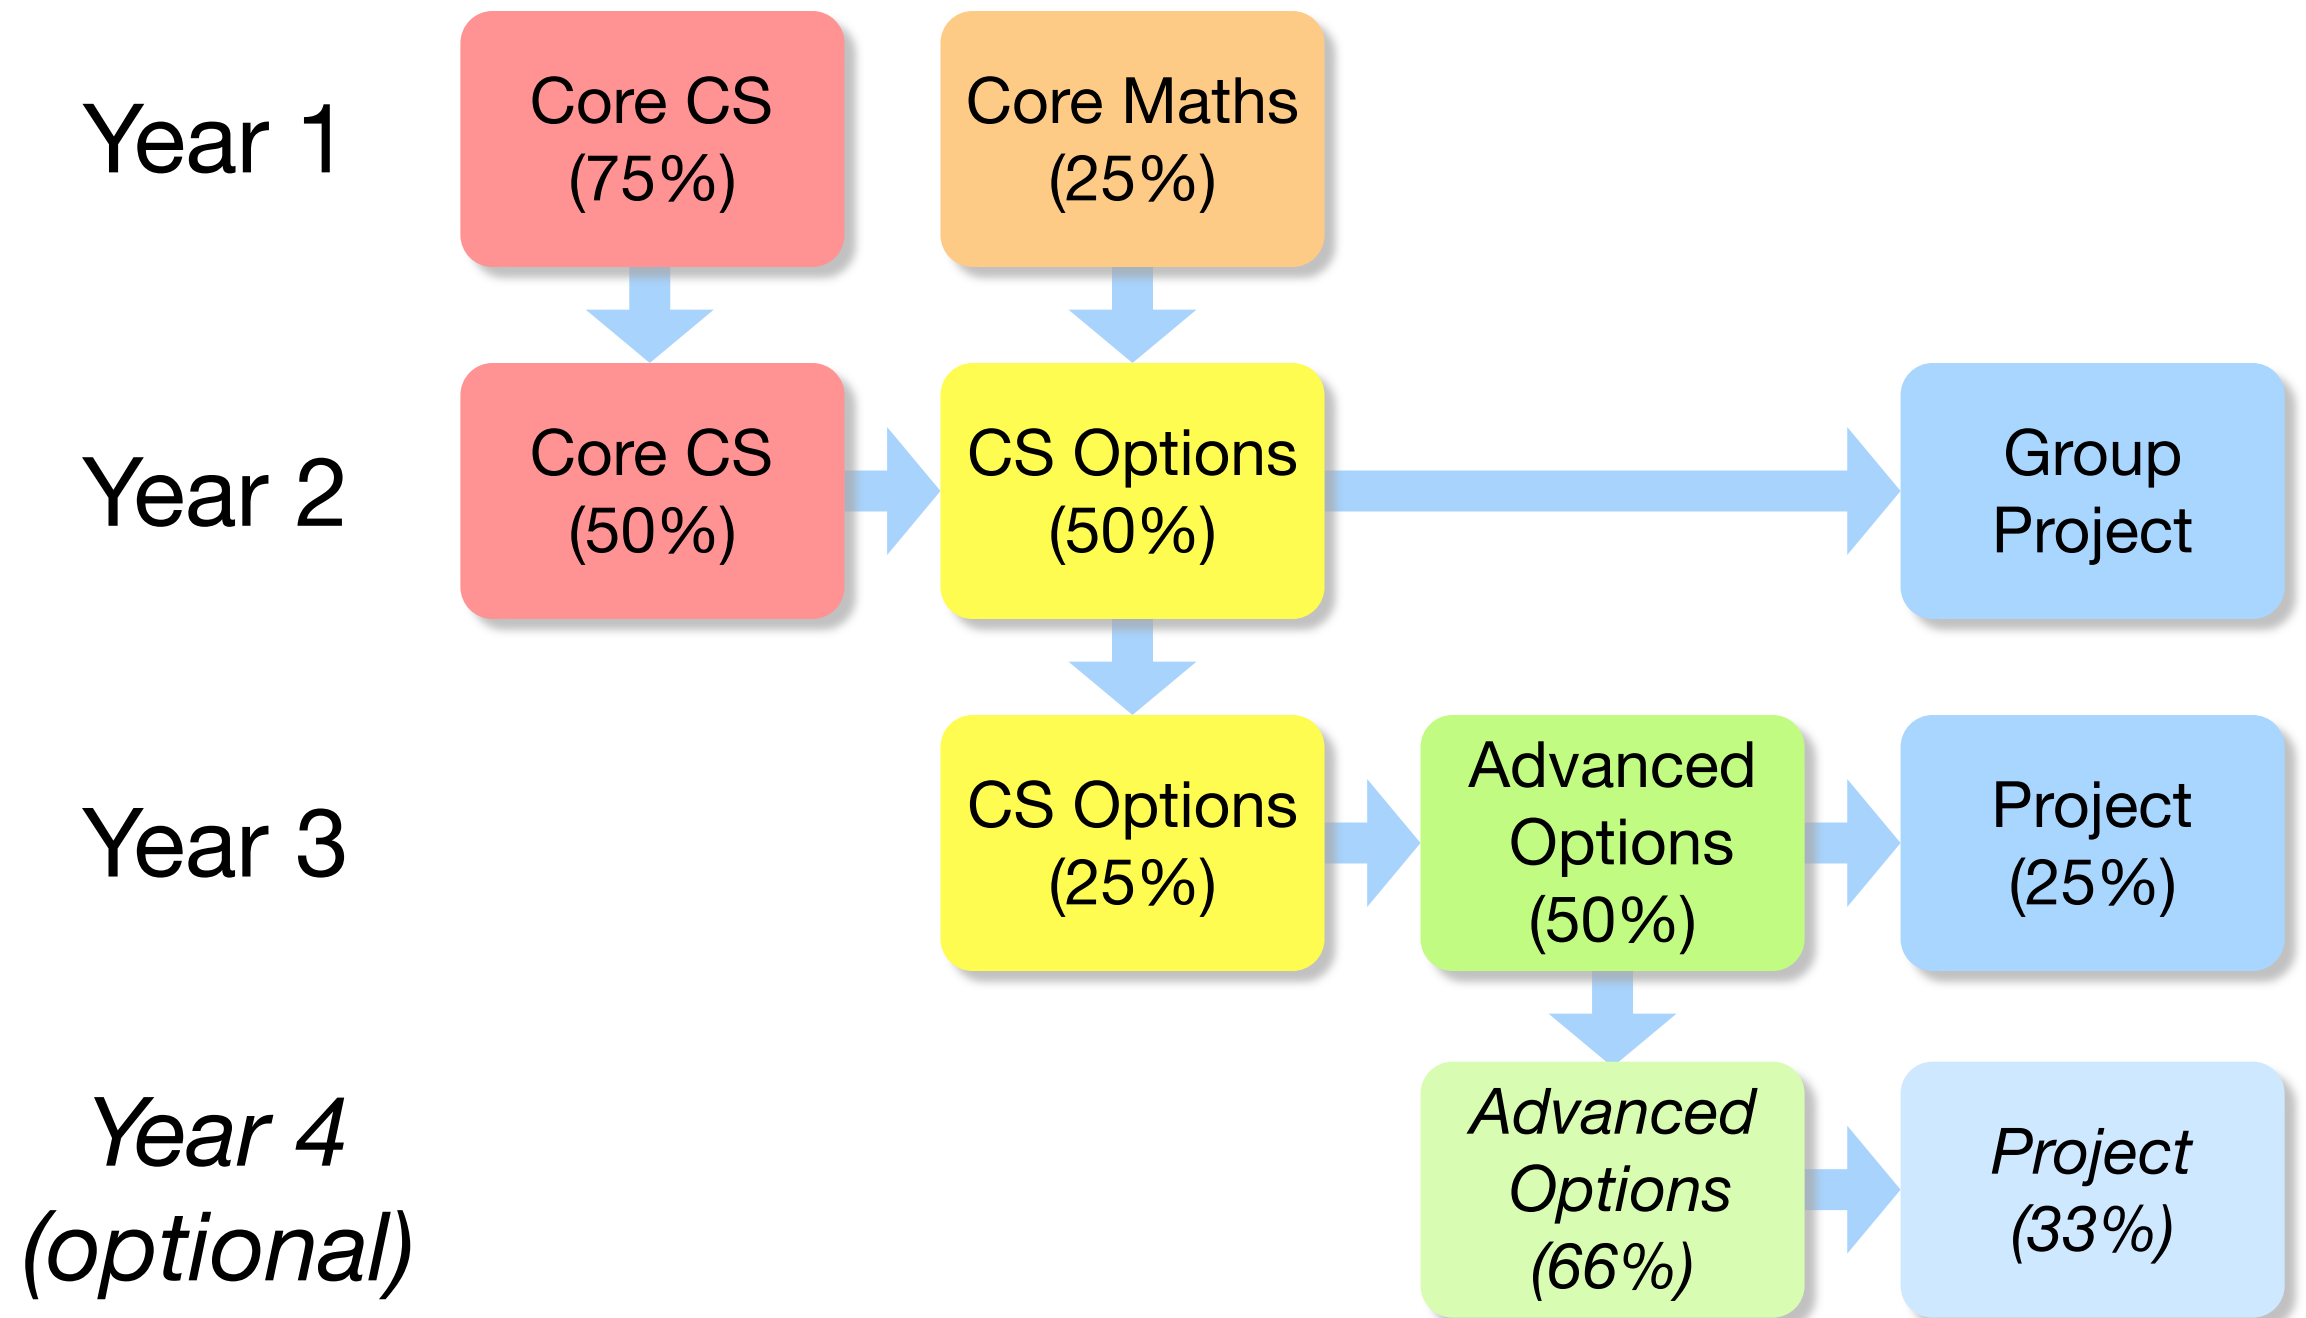 Year 1
Core CS
(75%)
Core Maths
(25%)
Year 2
Core CS
(50%)
CS Options
(50%)
Group
Project
Year 3
CS Options
(25%)
Advanced
Options
(50%)
Project
(25%)
Year 4
(optional)
Advanced
Options
(66%)
Project
(33%)